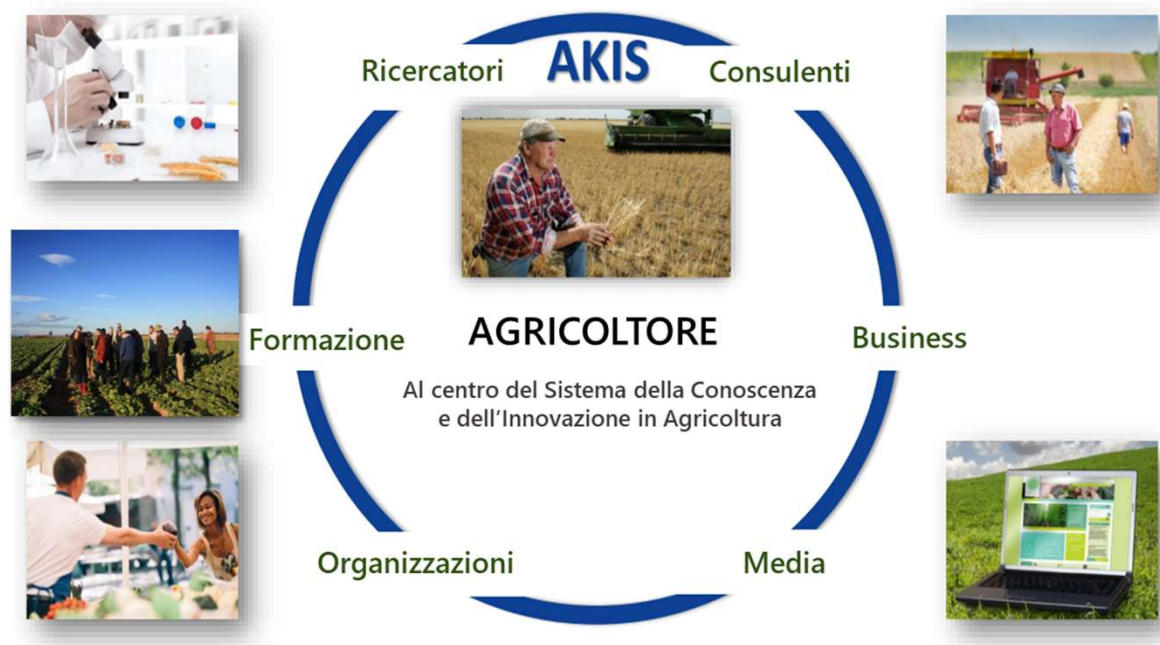 AKIS
Ricercatori
Consulenti
Formazione
AGRICOLTORE
Business
Al centro del Sistema della Conoscenza
e dell'Innovazione in Agricoltura
Organizzazioni
Media